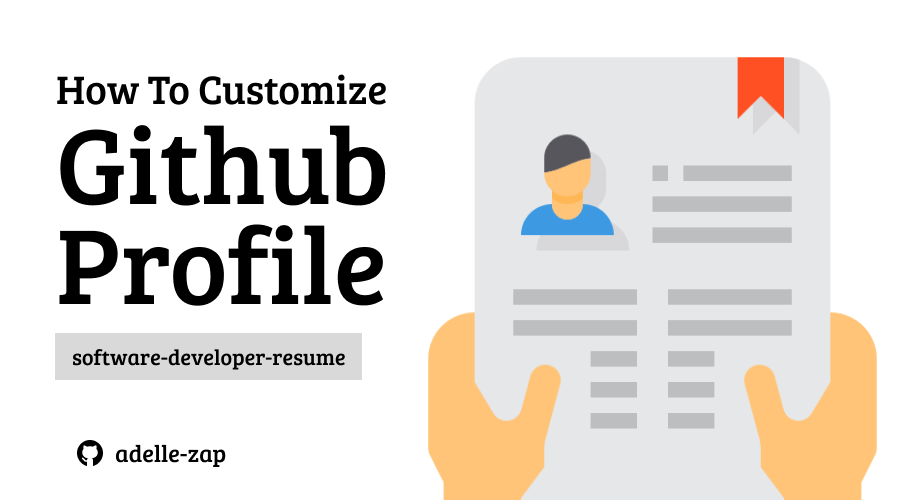 How To Customize
Github
Profile
software-developer-resume
adelle-zap